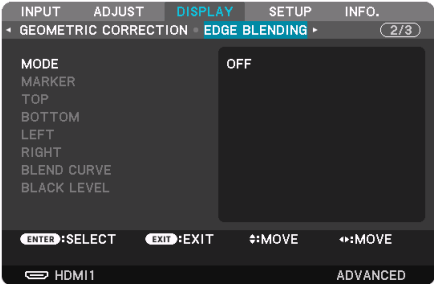 INPUT ADJUST DISPLAY SETUP INFO.
GEOMETRIC CORRECTION EDGE BLENDING 2/3
MODE OFF
MARKER
TOP
BOTTOM
LEFT
RIGHT
BLEND CURVE
BLACK LEVEL
ENTER:SELECT EXIT:EXIT :MOVE :MOVE
HDMI1 ADVANCED